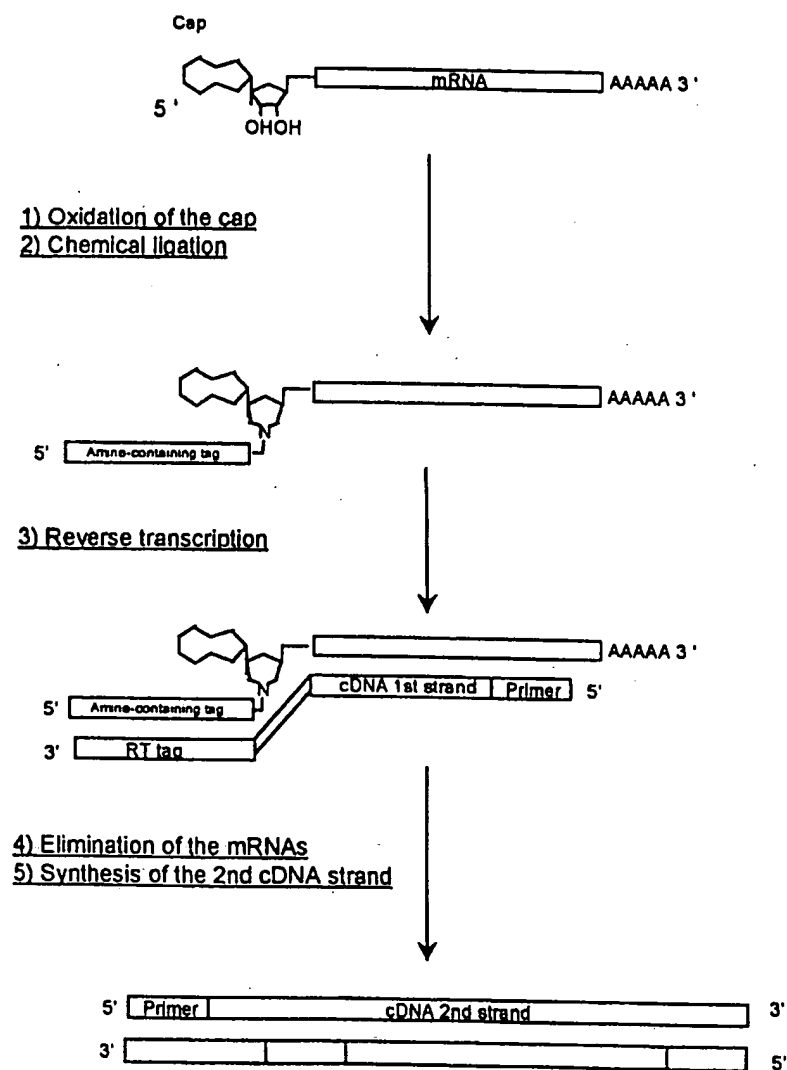 Cap
mRNA
AAAAA 3 '
5 '
OHOH
1) Oxidation of the cap
2) Chemical ligation
AAAAA 3 '
5' Amine-containing tag
N
3) Reverse transcription
AAAAA 3 '
cDNA 1st strand Primer 5'
N
5' Amine-containing tag
3' RT tag
4) Elimination of the mRNAs
5) Synthesis of the 2nd cDNA strand
5' Primer cDNA 2nd strand 3'
3' 5'